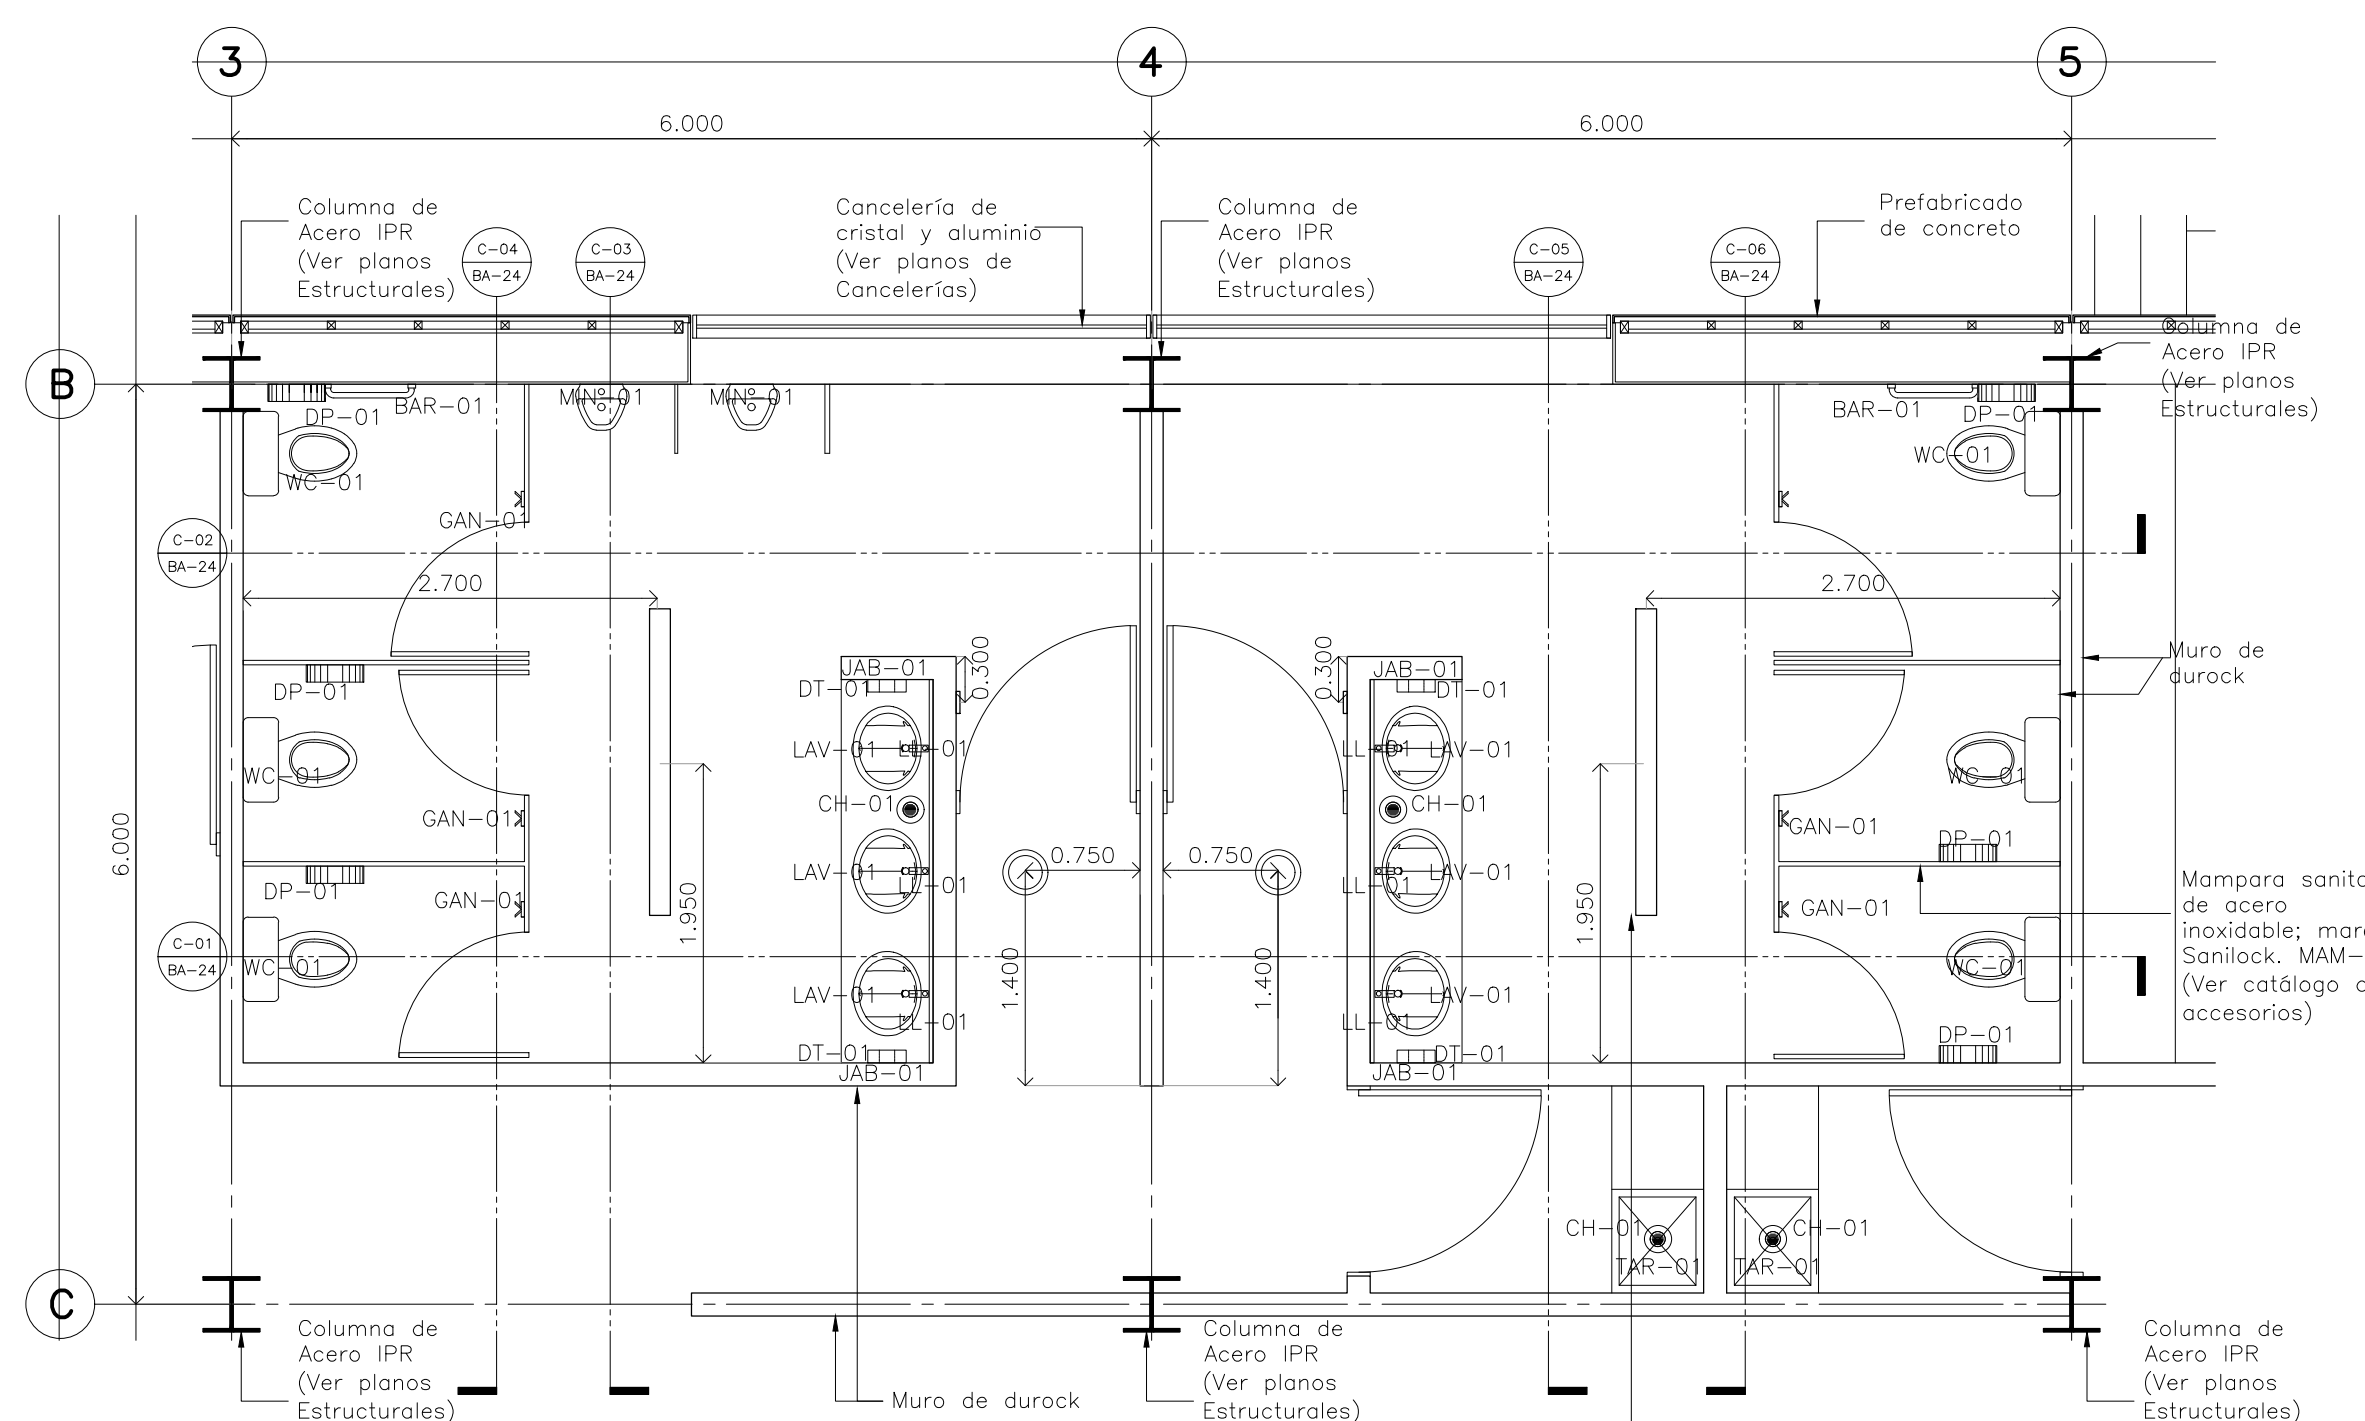 3
4
5
6.000
6.000
Columna de
Acero IPR
(Ver planos
Estructurales)
C-04
BA-24
C-03
BA-24
Cancelería de
cristal y aluminio
(Ver planos de
Cancelerías)
Columna de
Acero IPR
(Ver planos
Estructurales)
C-05
BA-24
C-06
BA-24
Prefabricado
de concreto
Columna de
Acero IPR
(Ver planos
Estructurales)
B
DP-01
BAR-01
MIN-01
MIN-01
BAR-01
DP-01
WC-01
WC-01
GAN-01
C-02
BA-24
2.700
2.700
Muro de
durock
DP-01
JAB-01
DT-01
0.300
0.300
JAB-01
DT-01
LAV-01
LL-01
LL-01
LAV-01
WC-01
WC-01
CH-01
CH-01
GAN-01
GAN-01
6.000
DP-01
0.750
0.750
DP-01
LAV-01
LL-01
LL-01
LAV-01
DP-01
GAN-01
GAN-01
Mampara sanita
de acero
inoxidable; mar
Sanilock. MAM-
(Ver catálogo
accesorios)
1.950
1.950
C-01
BA-24
WC-01
WC-01
1.400
1.400
LAV-01
LL-01
LL-01
LAV-01
DT-01
JAB-01
DT-01
JAB-01
DP-01
CH-01
CH-01
TAR-01
TAR-01
C
Columna de
Acero IPR
(Ver planos
Estructurales)
Muro de durock
Columna de
Acero IPR
(Ver planos
Estructurales)
Columna de
Acero IPR
(Ver planos
Estructurales)